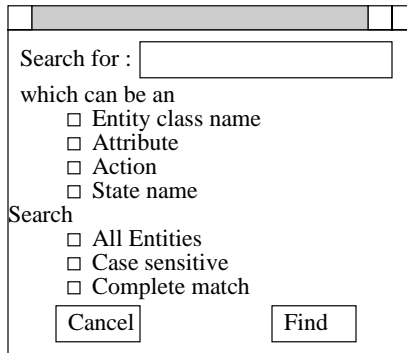 Search for :
which can be an
Entity class name
Attribute
Action
State name
Search
All Entities
Case sensitive
Complete match
Cancel Find